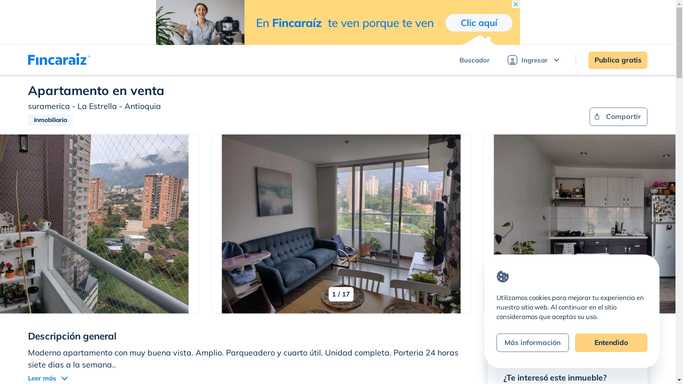 En Fincaraíz te ven porque te ven
Clic aquí
Fincaraíz
Buscador
Ingresar
Publica gratis
Apartamento en venta
suramerica - La Estrella - Antioquia
Inmobiliaria
Compartir
1 / 17
Utilizamos cookies para mejorar tu experiencia en
nuestro sitio web. Al continuar en el sitio
consideramos que aceptas su uso.
Más información
Entendido
Descripción general
Moderno apartamento con muy buena vista. Amplio. Parqueadero y cuarto útil. Unidad completa. Porteria 24 horas
siete dias a la semana..
Leer más
¿Te interesó este inmueble?